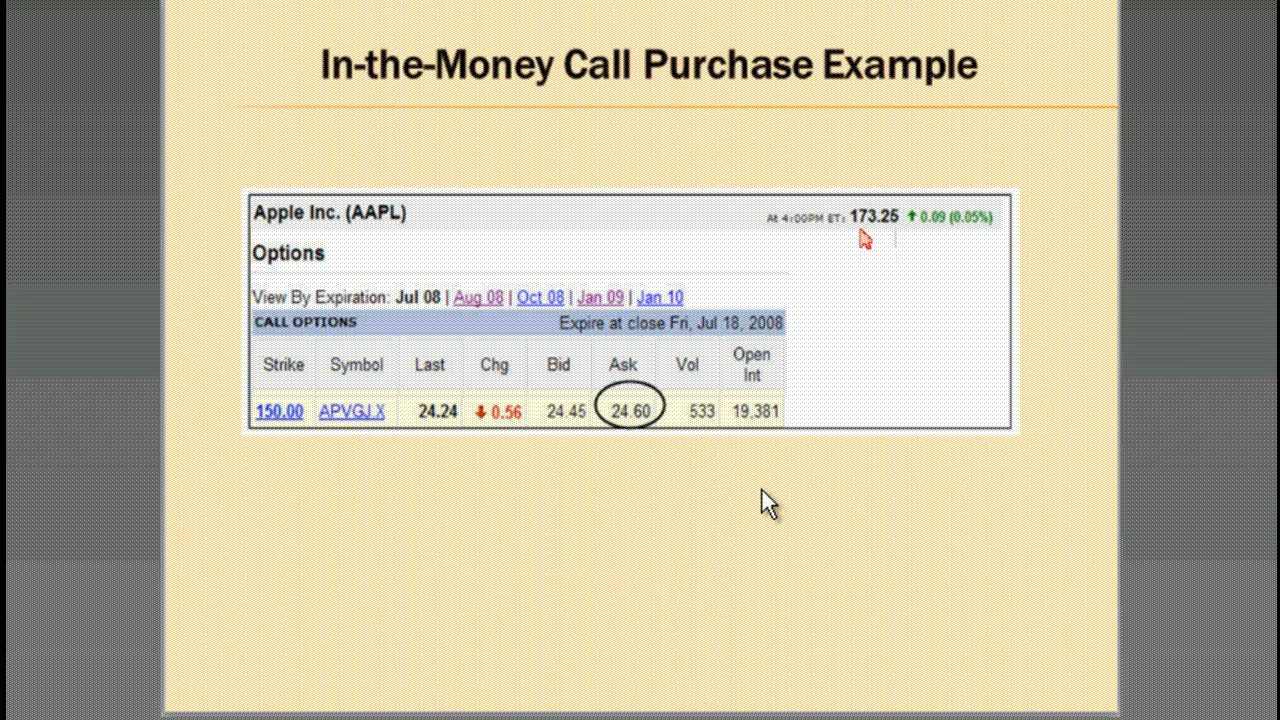 In-the-Money Call Purchase Example
Apple Inc. (AAPL)
At 4:00PM ET: 173.25 0.09 (0.05%)
Options
View By Expiration: Jul 08 | Aug 08 | Oct 08 | Jan 09 | Jan 10
CALL OPTIONS Expire at close Fri, Jul 18, 2008
Strike Symbol Last Chg Bid Ask Vol Open Int
150.00 APVGJ.X 24.24 0.56 24.45 24.60 533 19,381